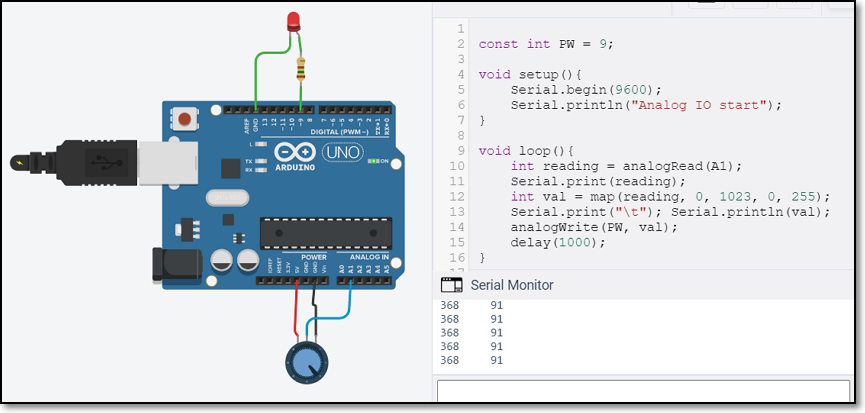 AREF
GND
13
12
~11
~10
~9
8
7
~6
~5
4
~3
2
TX→1
RX←0
DIGITAL (PWM~)
L
TX
RX
ARDUINO
UNO
ON
POWER
ANALOG IN
IOREF
RESET
3.3V
5V
GND
GND
Vin
A0
A1
A2
A3
A4
A5
1
2 const int PW = 9;
3
4 void setup(){
5 Serial.begin(9600);
6 Serial.println("Analog IO start");
7 }
8
9 void loop(){
10 int reading = analogRead(A1);
11 Serial.print(reading);
12 int val = map(reading, 0, 1023, 0, 255);
13 Serial.print("\t"); Serial.println(val);
14 analogWrite(PW, val);
15 delay(1000);
16 }
17
Serial Monitor
368 91
368 91
368 91
368 91
368 91